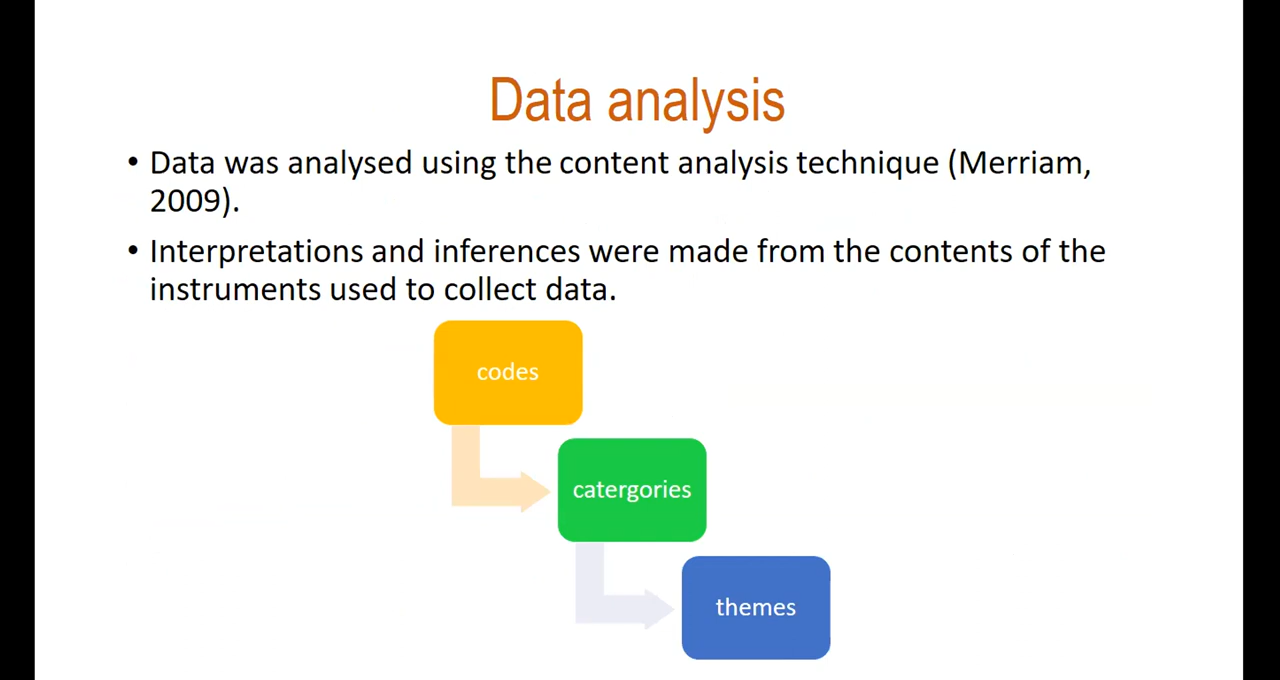 Data analysis
• Data was analysed using the content analysis technique (Merriam,
2009).
• Interpretations and inferences were made from the contents of the
instruments used to collect data.
codes
catergories
themes